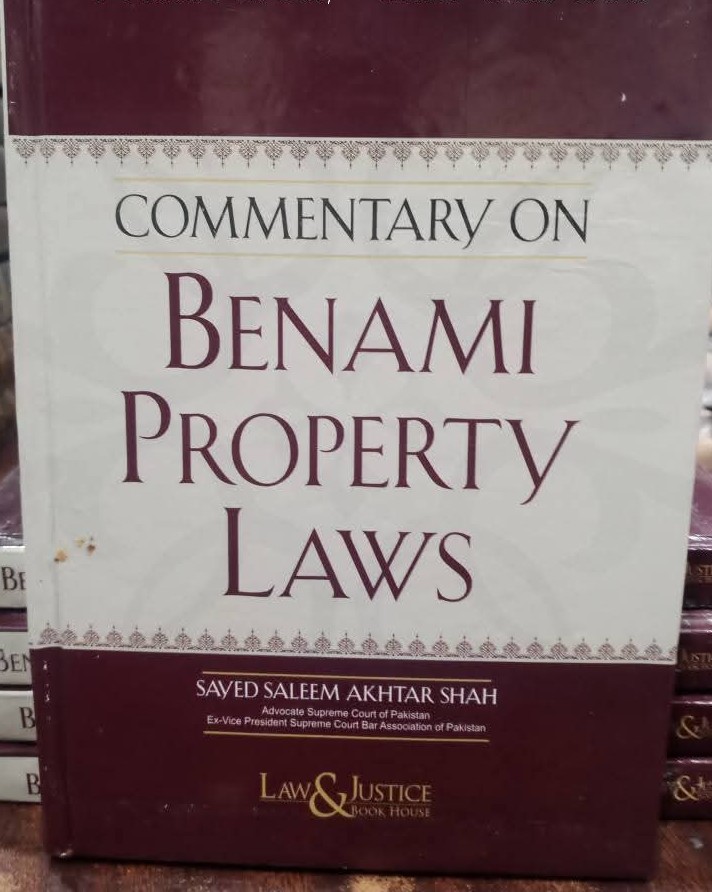 COMMENTARY ON
BENAMI
PROPERTY
LAWS
SAYED SALEEM AKHTAR SHAH
Advocate Supreme Court of Pakistan
Ex-Vice President Supreme Court Bar Association of Pakistan
LAW & JUSTICE
BOOK HOUSE